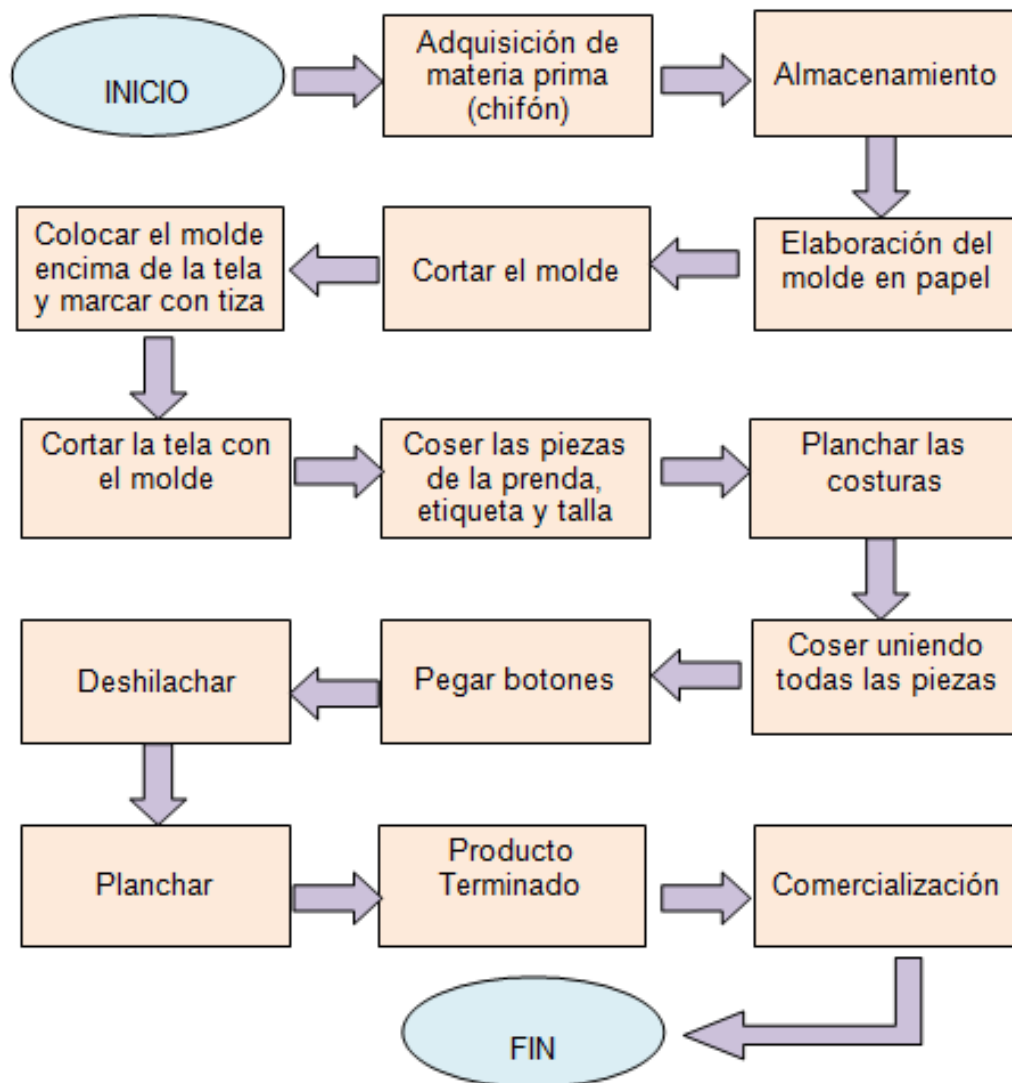 INICIO
Adquisición de
materia prima
(chifón)
Almacenamiento
Elaboración del
molde en papel
Cortar el molde
Colocar el molde
encima de la tela
y marcar con tiza
Cortar la tela con
el molde
Coser las piezas
de la prenda,
etiqueta y talla
Planchar las
costuras
Coser uniendo
todas las piezas
Pegar botones
Deshilachar
Planchar
Producto
Terminado
Comercialización
FIN